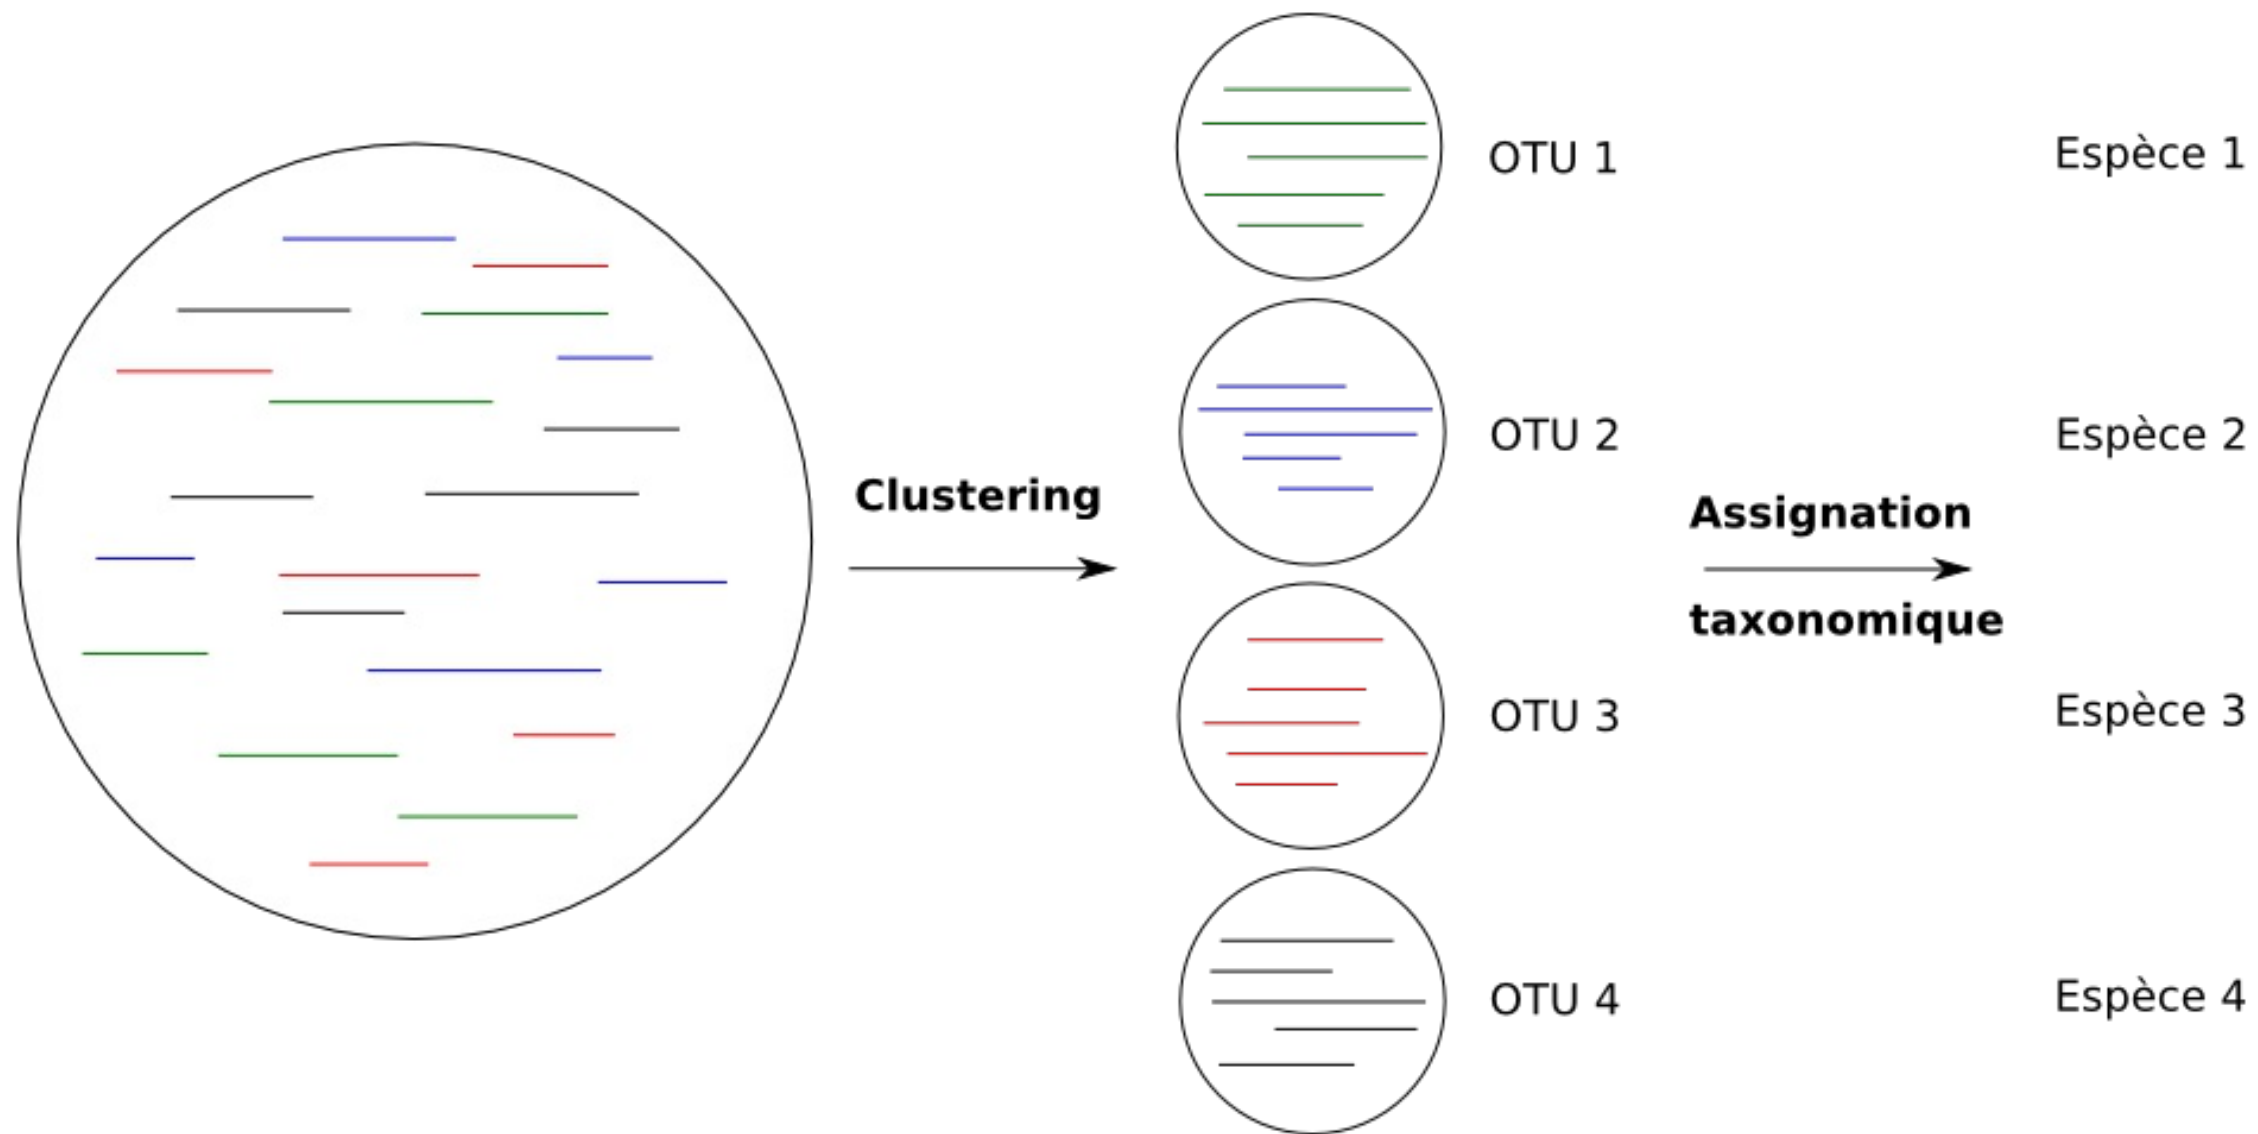 OTU 1
Espèce 1
OTU 2
Espèce 2
Clustering
Assignation
taxonomique
OTU 3
Espèce 3
OTU 4
Espèce 4